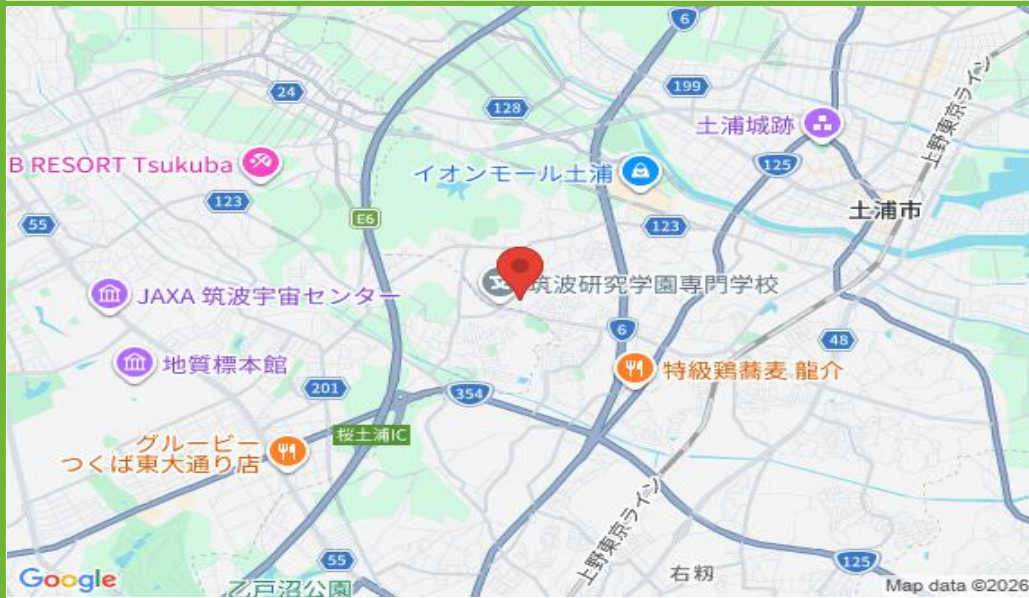 6
24
199
128
土浦城跡
上野東京ライン
B RESORT Tsukuba
イオンモール土浦
125
123
55
E6
123
土浦市
JAXA 筑波宇宙センター
筑波研究学園専門学校
6
48
地質標本館
特級鶏蕎麦 龍介
201
354
桜土浦IC
グルービー
つくば東大通り店
上野東京ライン
55
右籾
125
Google
乙戸沼公園
Map data ©2026